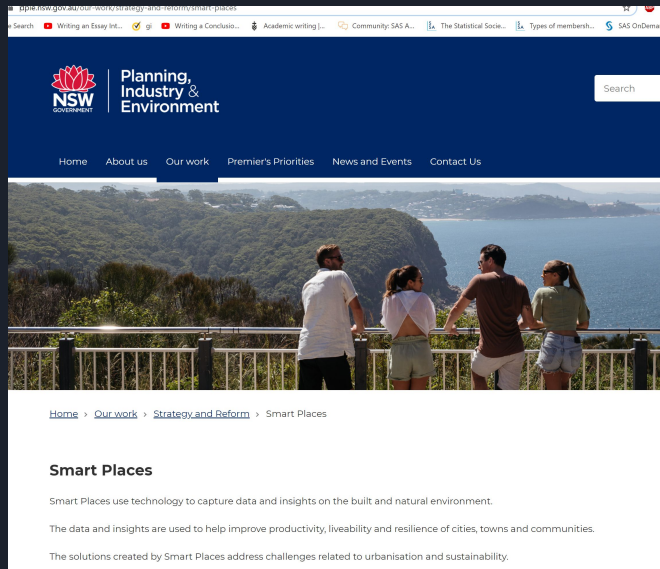 dpie.nsw.gov.au/our-work/strategy-and-reform/smart-places
e Search Writing an Essay Int... gi Writing a Conclusio... Academic writing |... Community: SAS A... The Statistical Socie... Types of membersh... SAS OnDema
Planning,
Industry &
Environment
NSW
GOVERNMENT
Search
Home About us Our work Premier's Priorities News and Events Contact Us
Home > Our work > Strategy and Reform > Smart Places
Smart Places
Smart Places use technology to capture data and insights on the built and natural environment.
The data and insights are used to help improve productivity, liveability and resilience of cities, towns and communities.
The solutions created by Smart Places address challenges related to urbanisation and sustainability.